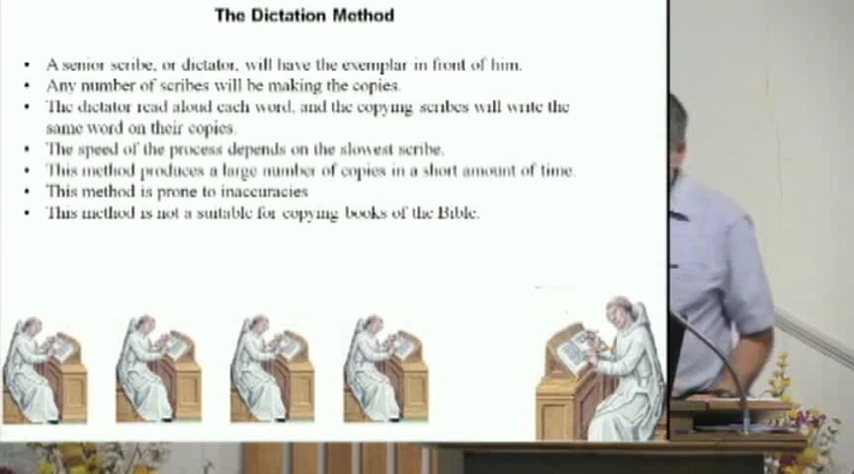 The Dictation Method
• A senior scribe, or dictator, will have the exemplar in front of him.
• Any number of scribes will be making the copies.
• The dictator read aloud each word, and the copying scribes will write the
same word on their copies.
• The speed of the process depends on the slowest scribe.
• This method produces a large number of copies in a short amount of time.
• This method is prone to inaccuracies
• This method is not a suitable for copying books of the Bible.